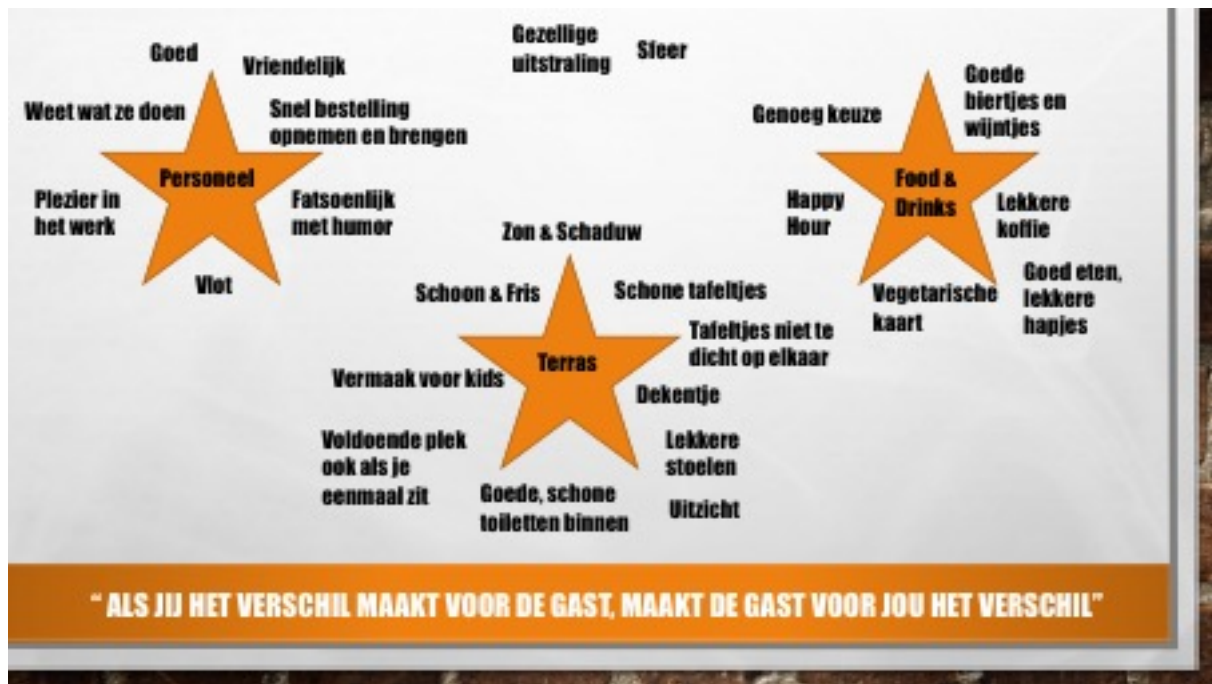 Goed
Vriendelijk
Weet wat ze doen
Snel bestelling
opnemen en brengen
Personeel
Plezier in
het werk
Fatsoenlijk
met humor
Vlot
Gezellige
uitstraling
Sfeer
Zon & Schaduw
Schoon & Fris
Schone tafeltjes
Tafeltjes niet te
dicht op elkaar
Terras
Vermaak voor kids
Dekentje
Voldoende plek
ook als je
eenmaal zit
Lekkere
stoelen
Goede, schone
toiletten binnen
Uitzicht
Genoeg keuze
Goede
biertjes en
wijntjes
Food &
Drinks
Happy
Hour
Lekkere
koffie
Vegetarische
kaart
Goed eten,
lekkere
hapjes
“ ALS JIJ HET VERSCHIL MAAKT VOOR DE GAST, MAAKT DE GAST VOOR JOU HET VERSCHIL”